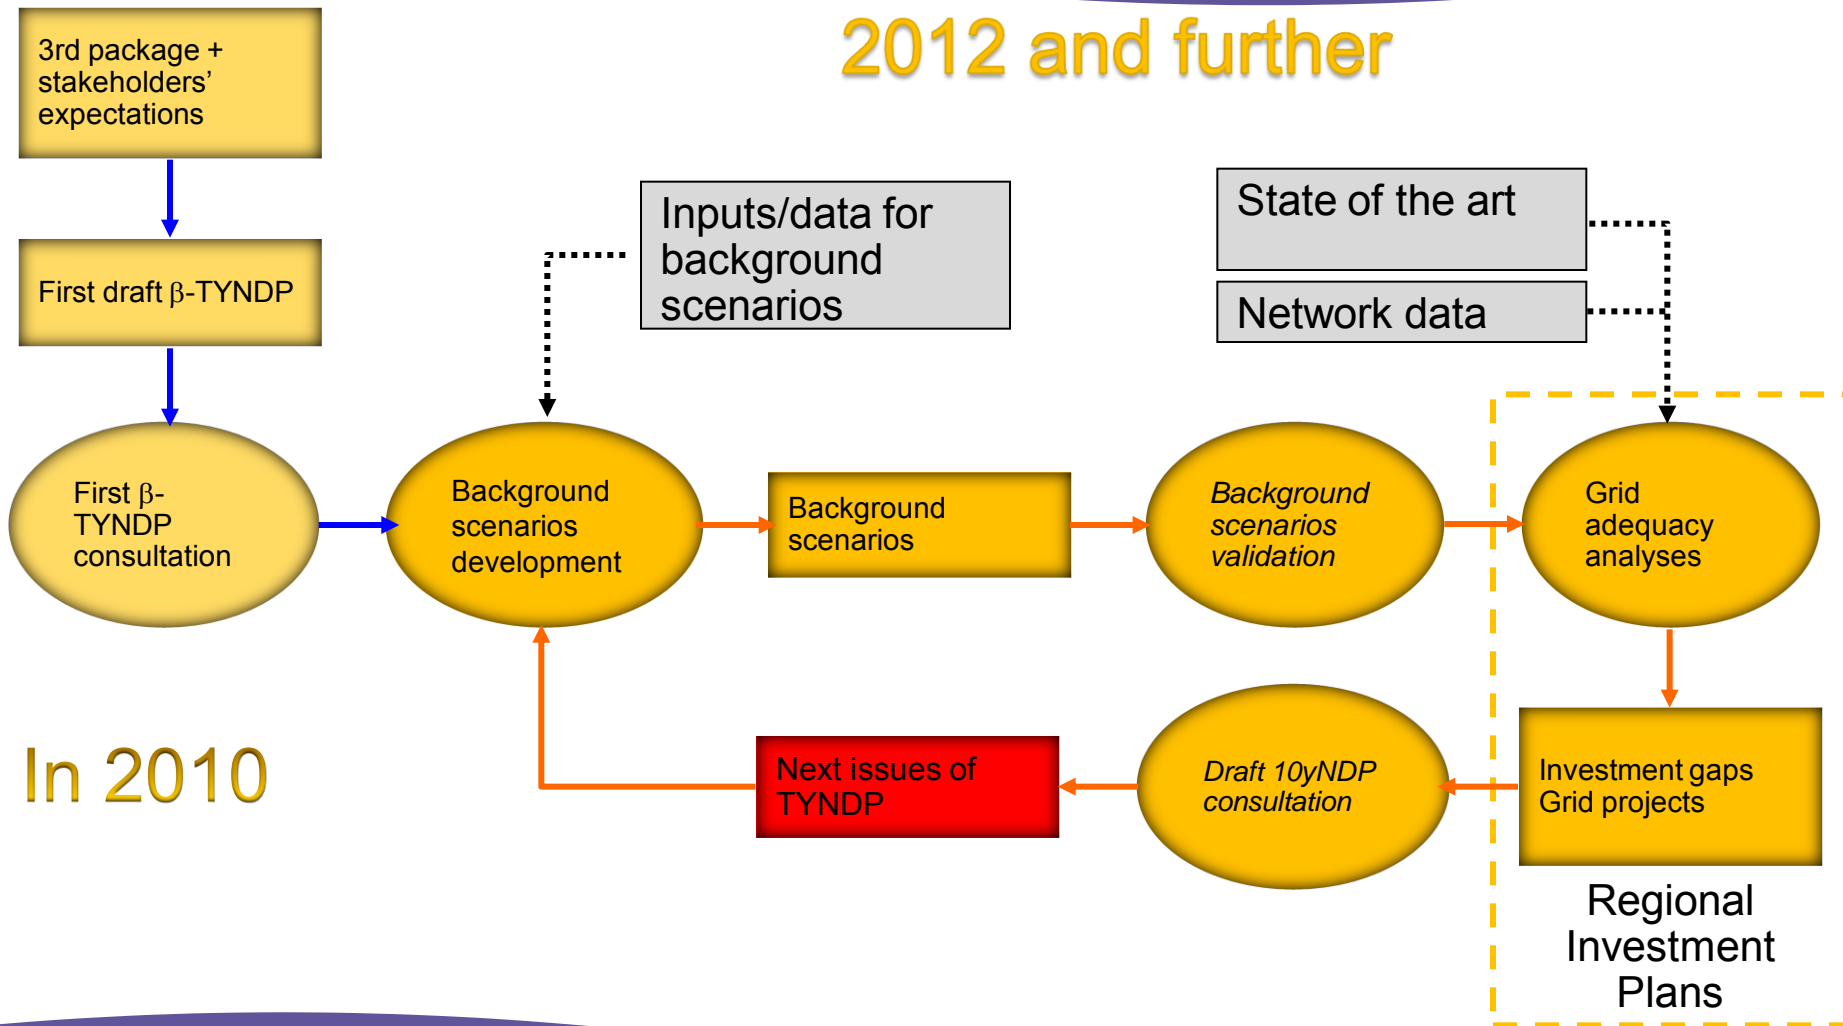 2012 and further
3rd package +
stakeholders'
expectations
First draft β-TYNDP
First β-
TYNDP
consultation
In 2010
Inputs/data for
background
scenarios
State of the art
Network data
Background
scenarios
development
Background
scenarios
Background
scenarios
validation
Grid
adequacy
analyses
Investment gaps
Grid projects
Regional
Investment
Plans
Draft 10yNDP
consultation
Next issues of
TYNDP